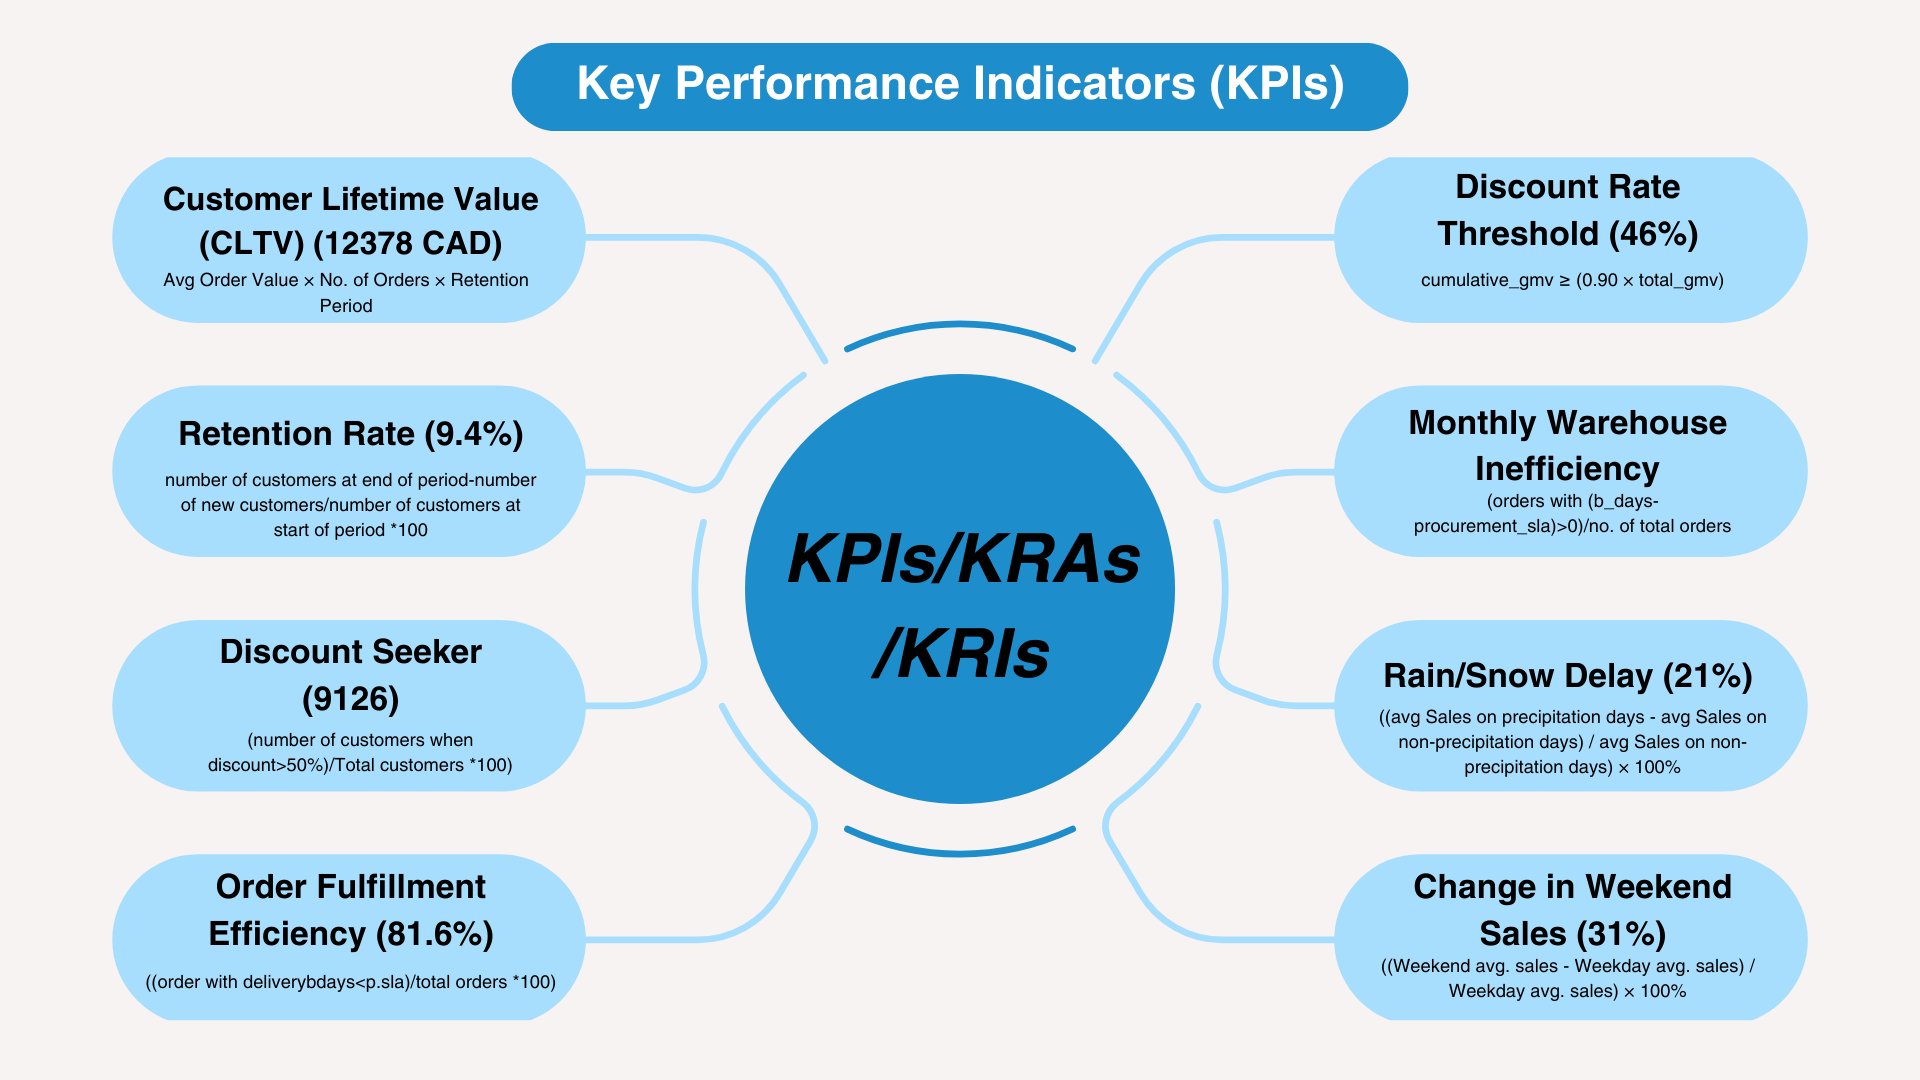 Key Performance Indicators (KPIs)
Customer Lifetime Value
(CLTV) (12378 CAD)
Avg Order Value × No. of Orders × Retention
Period
Retention Rate (9.4%)
number of customers at end of period-number
of new customers/number of customers at
start of period *100
Discount Seeker
(9126)
(number of customers when
discount>50%)/Total customers *100)
Order Fulfillment
Efficiency (81.6%)
((order with deliverybdays<p.sla)/total orders *100)
KPIs/KRAs
/KRIs
Discount Rate
Threshold (46%)
cumulative_gmv ≥ (0.90 × total_gmv)
Monthly Warehouse
Inefficiency
(orders with (b_days-
procurement_sla)>0)/no. of total orders
Rain/Snow Delay (21%)
((avg Sales on precipitation days - avg Sales on
non-precipitation days) / avg Sales on non-
precipitation days) × 100%
Change in Weekend
Sales (31%)
((Weekend avg. sales - Weekday avg. sales) /
Weekday avg. sales) × 100%